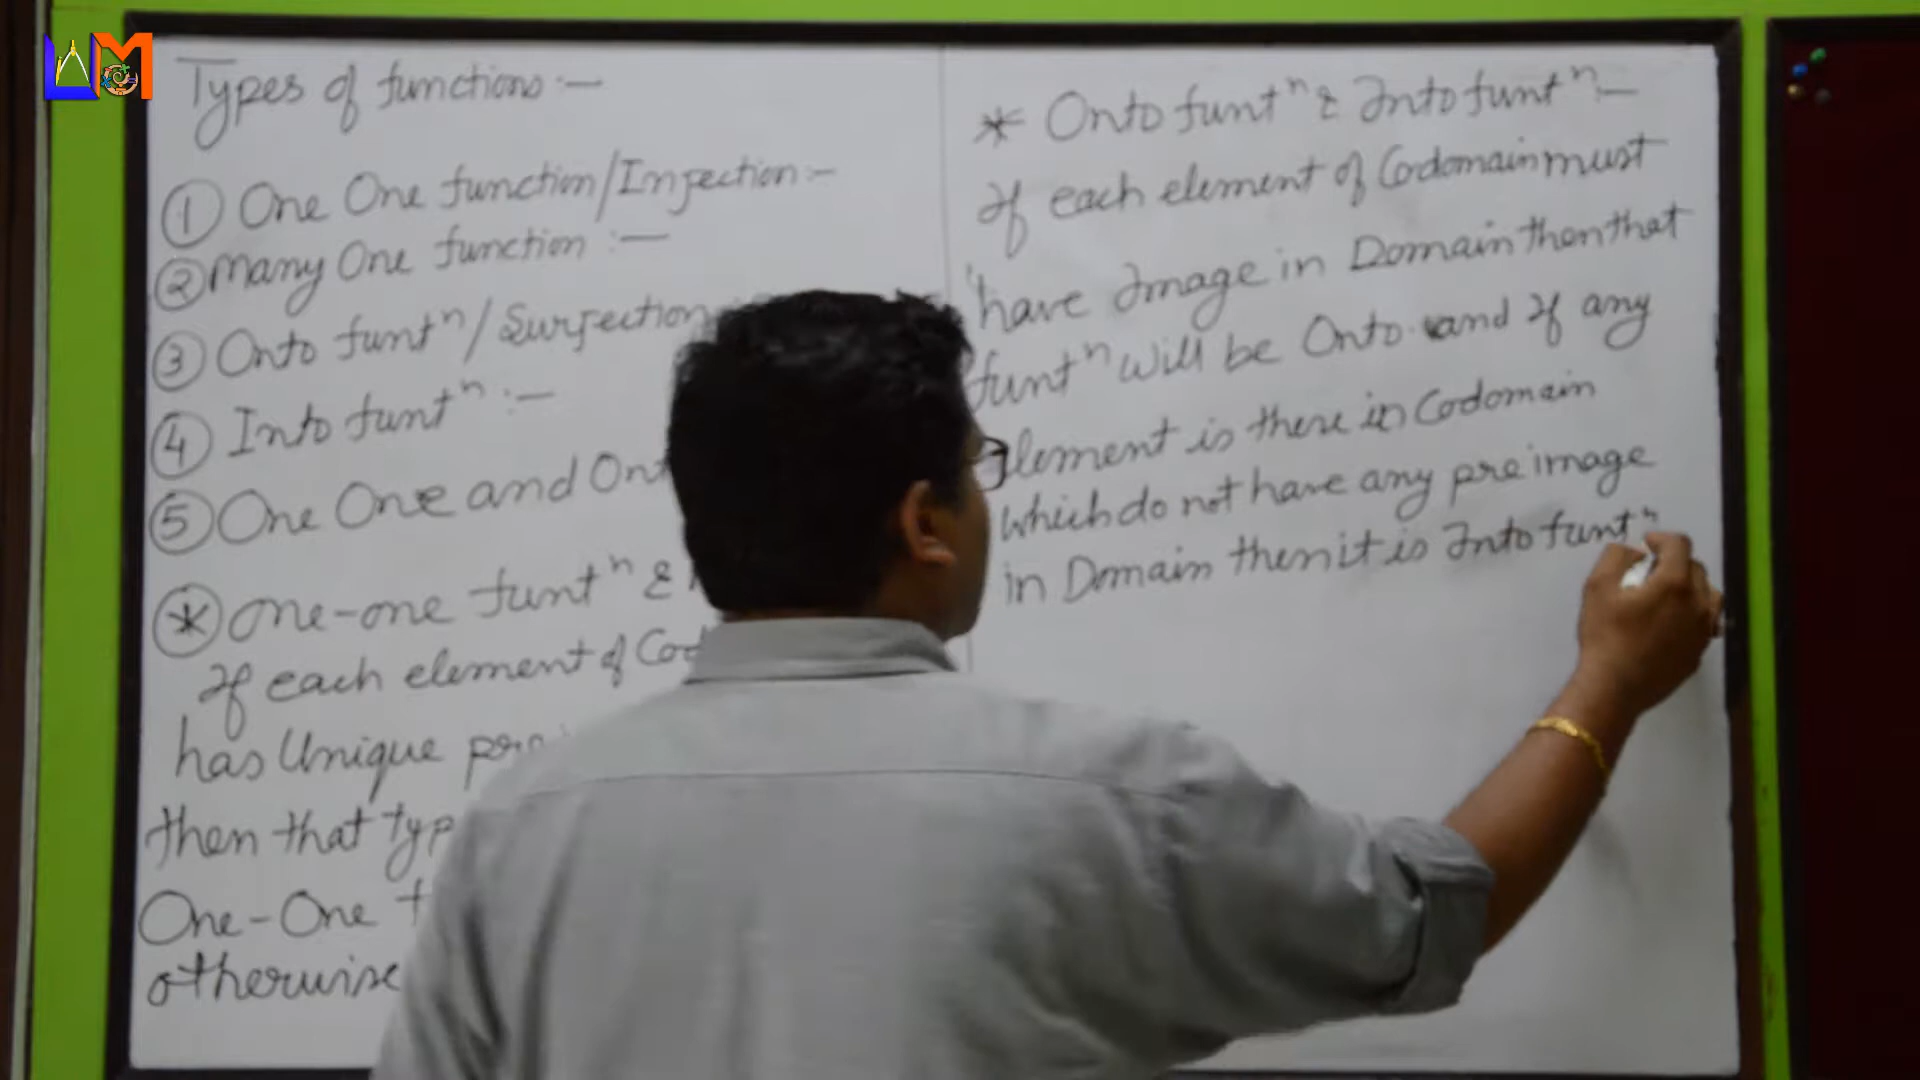 Types of functions :-
① One One function/Injection :-
② Many One function :-
③ Onto funtⁿ / Surjection
④ Into funtⁿ :-
⑤ One One and
* One-one funtⁿ &
If each element of
has Unique
then that
One-One
otherwise
* Onto funtⁿ & Into funtⁿ :-
If each element of Codomain must
have Image in Domain then that
funtⁿ will be Onto and If any
element is there in Codomain
which do not have any pre image
in Domain then it is Into funtⁿ